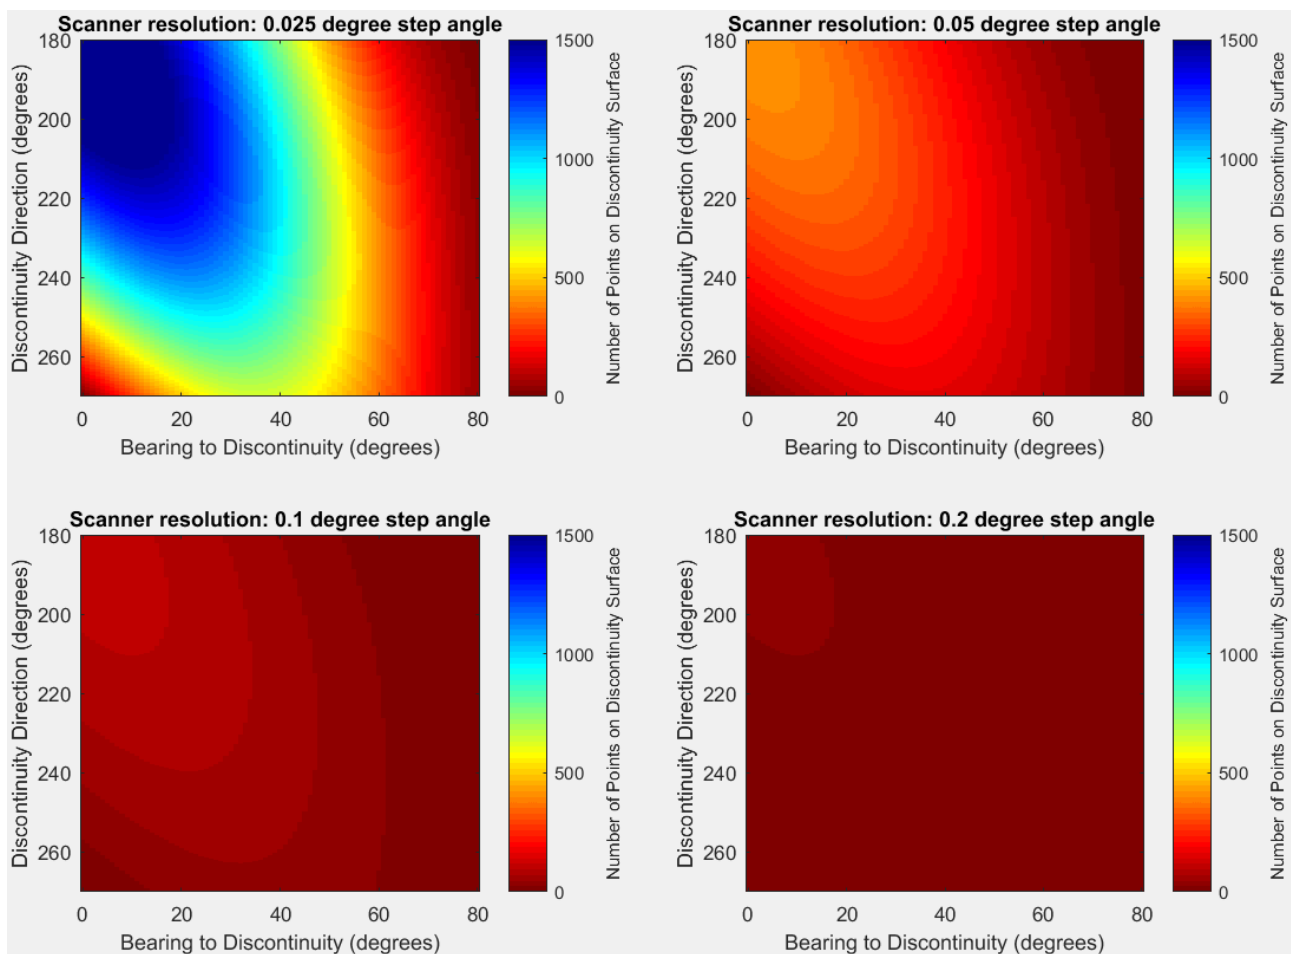 Scanner resolution: 0.025 degree step angle
180
200
220
240
260
Discontinuity Direction (degrees)
0 20 40 60 80
Bearing to Discontinuity (degrees)
1500
1000
500
0
Number of Points on Discontinuity Surface
Scanner resolution: 0.05 degree step angle
180
200
220
240
260
Discontinuity Direction (degrees)
0 20 40 60 80
Bearing to Discontinuity (degrees)
1500
1000
500
0
Number of Points on Discontinuity Surface
Scanner resolution: 0.1 degree step angle
180
200
220
240
260
Discontinuity Direction (degrees)
0 20 40 60 80
Bearing to Discontinuity (degrees)
1500
1000
500
0
Number of Points on Discontinuity Surface
Scanner resolution: 0.2 degree step angle
180
200
220
240
260
Discontinuity Direction (degrees)
0 20 40 60 80
Bearing to Discontinuity (degrees)
1500
1000
500
0
Number of Points on Discontinuity Surface